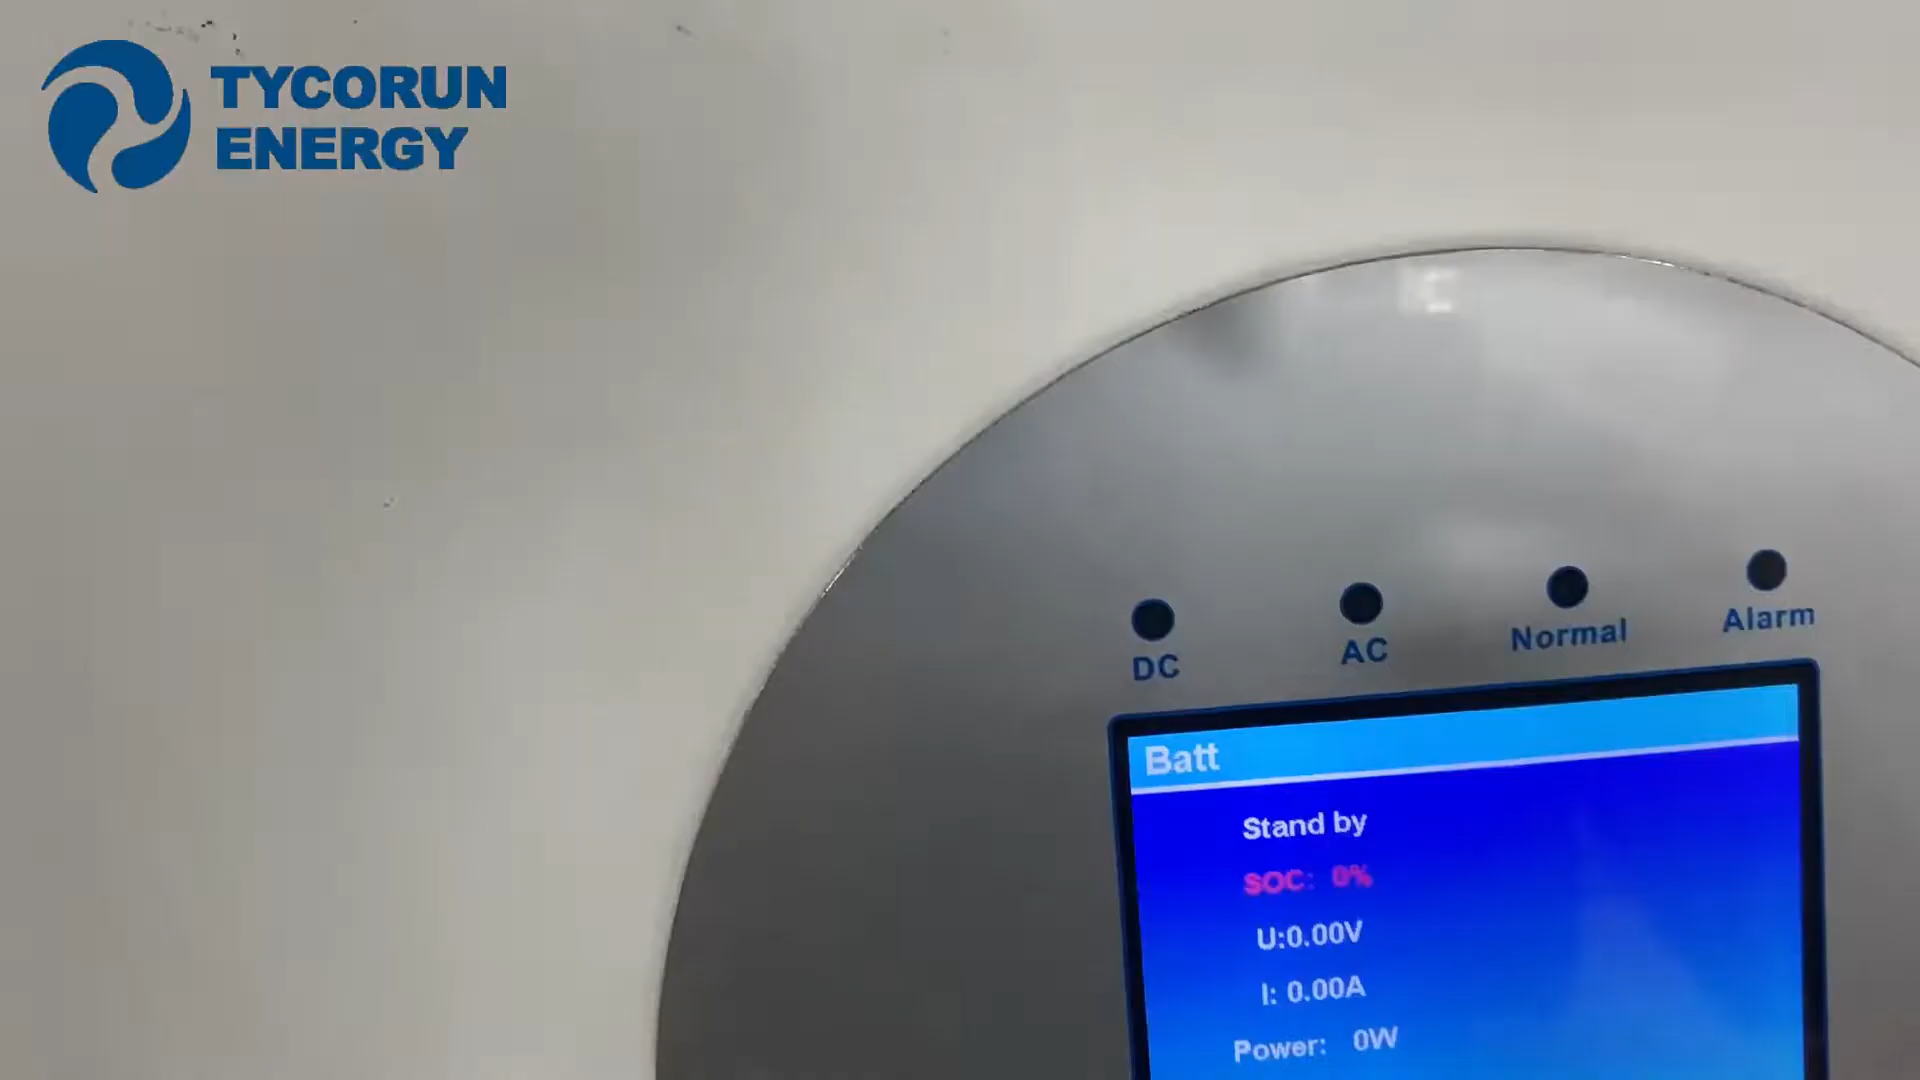 TYCORUN
ENERGY
DC
AC
Normal
Alarm
Batt
Stand by
SOC: 0%
U:0.00V
I: 0.00A
Power: 0W